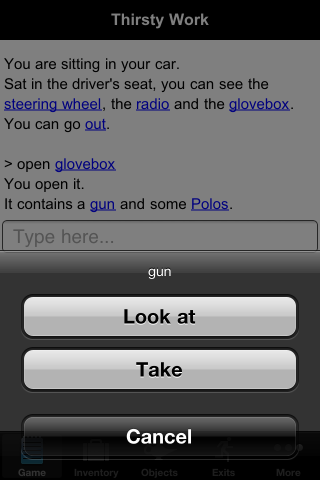 Thirsty Work
You are sitting in your car.
Sat in the driver's seat, you can see the
steering wheel, the radio and the glovebox.
You can go out.
> open glovebox
You open it.
It contains a gun and some Polos.
Type here...
gun
Look at
Take
Cancel
Game Inventory Objects Exits More